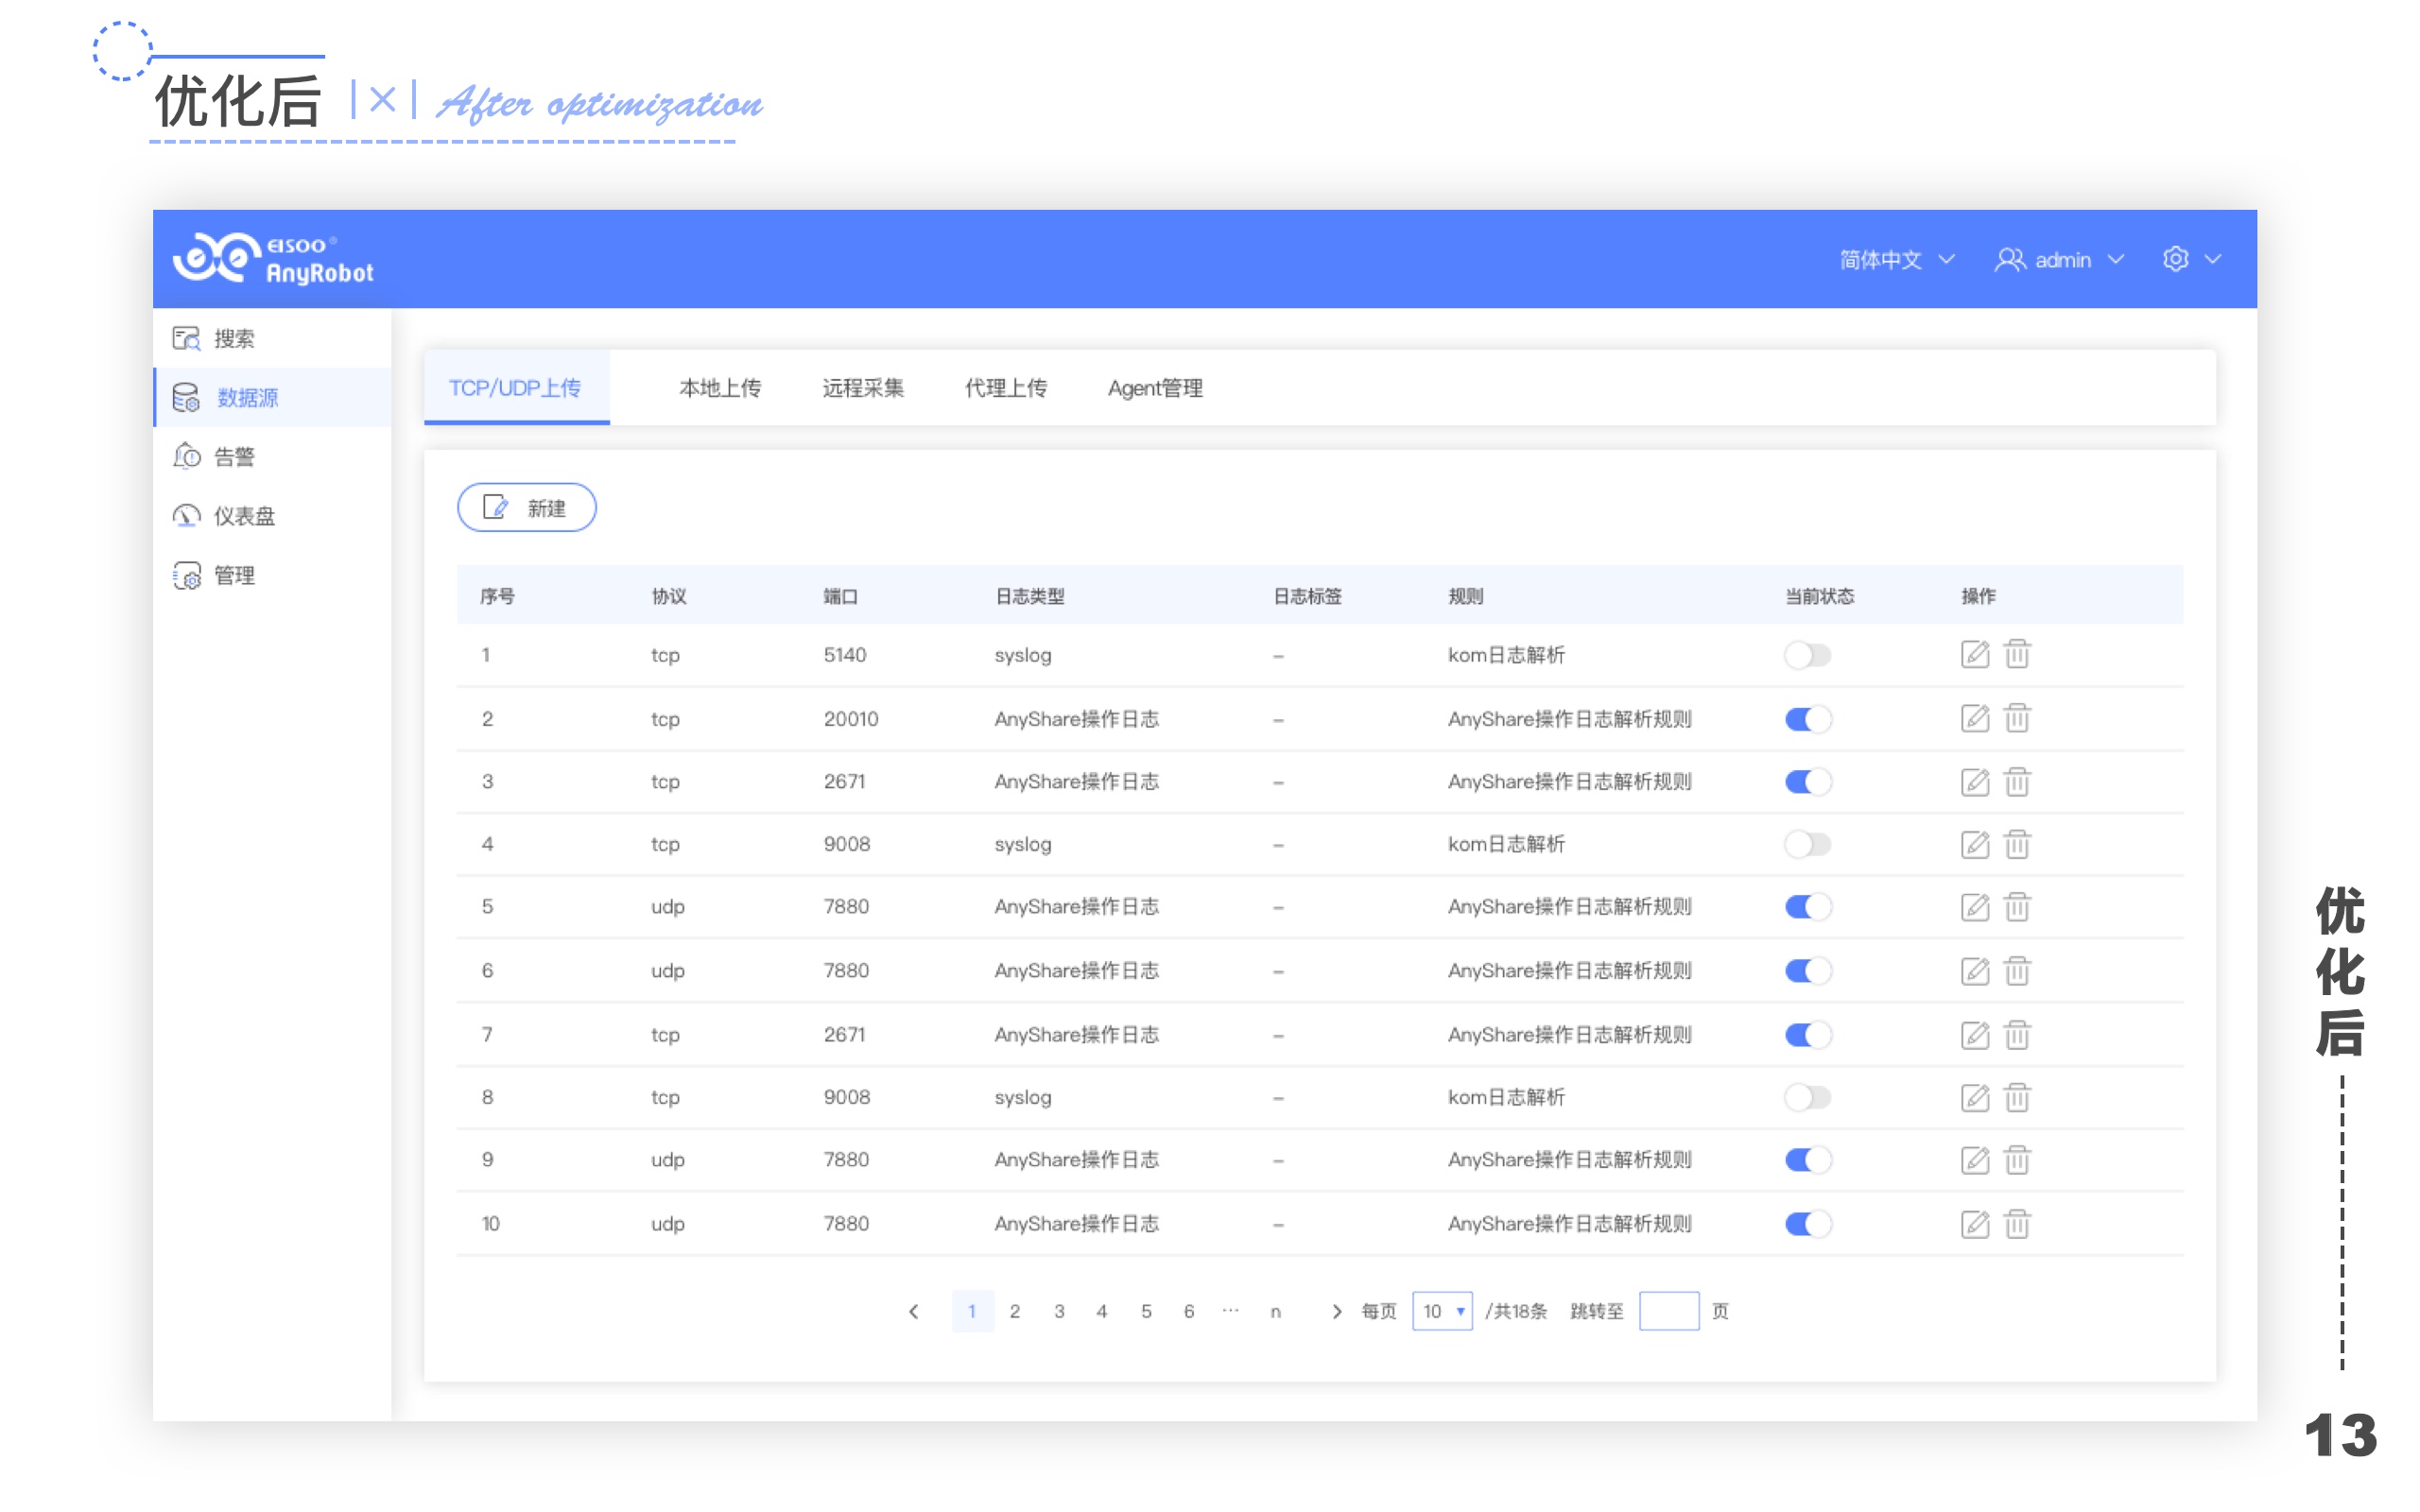 优化后 |×| After optimization
EISOO®
AnyRobot
简体中文 admin
搜索
数据源
告警
仪表盘
管理
TCP/UDP上传 本地上传 远程采集 代理上传 Agent管理
新建
序号 协议 端口 日志类型 日志标签 规则 当前状态 操作
1 tcp 5140 syslog – kom日志解析
2 tcp 20010 AnyShare操作日志 – AnyShare操作日志解析规则
3 tcp 2671 AnyShare操作日志 – AnyShare操作日志解析规则
4 tcp 9008 syslog – kom日志解析
5 udp 7880 AnyShare操作日志 – AnyShare操作日志解析规则
6 udp 7880 AnyShare操作日志 – AnyShare操作日志解析规则
7 tcp 2671 AnyShare操作日志 – AnyShare操作日志解析规则
8 tcp 9008 syslog – kom日志解析
9 udp 7880 AnyShare操作日志 – AnyShare操作日志解析规则
10 udp 7880 AnyShare操作日志 – AnyShare操作日志解析规则
1 2 3 4 5 6 ··· n 每页 10 /共18条 跳转至 页
优化后
13